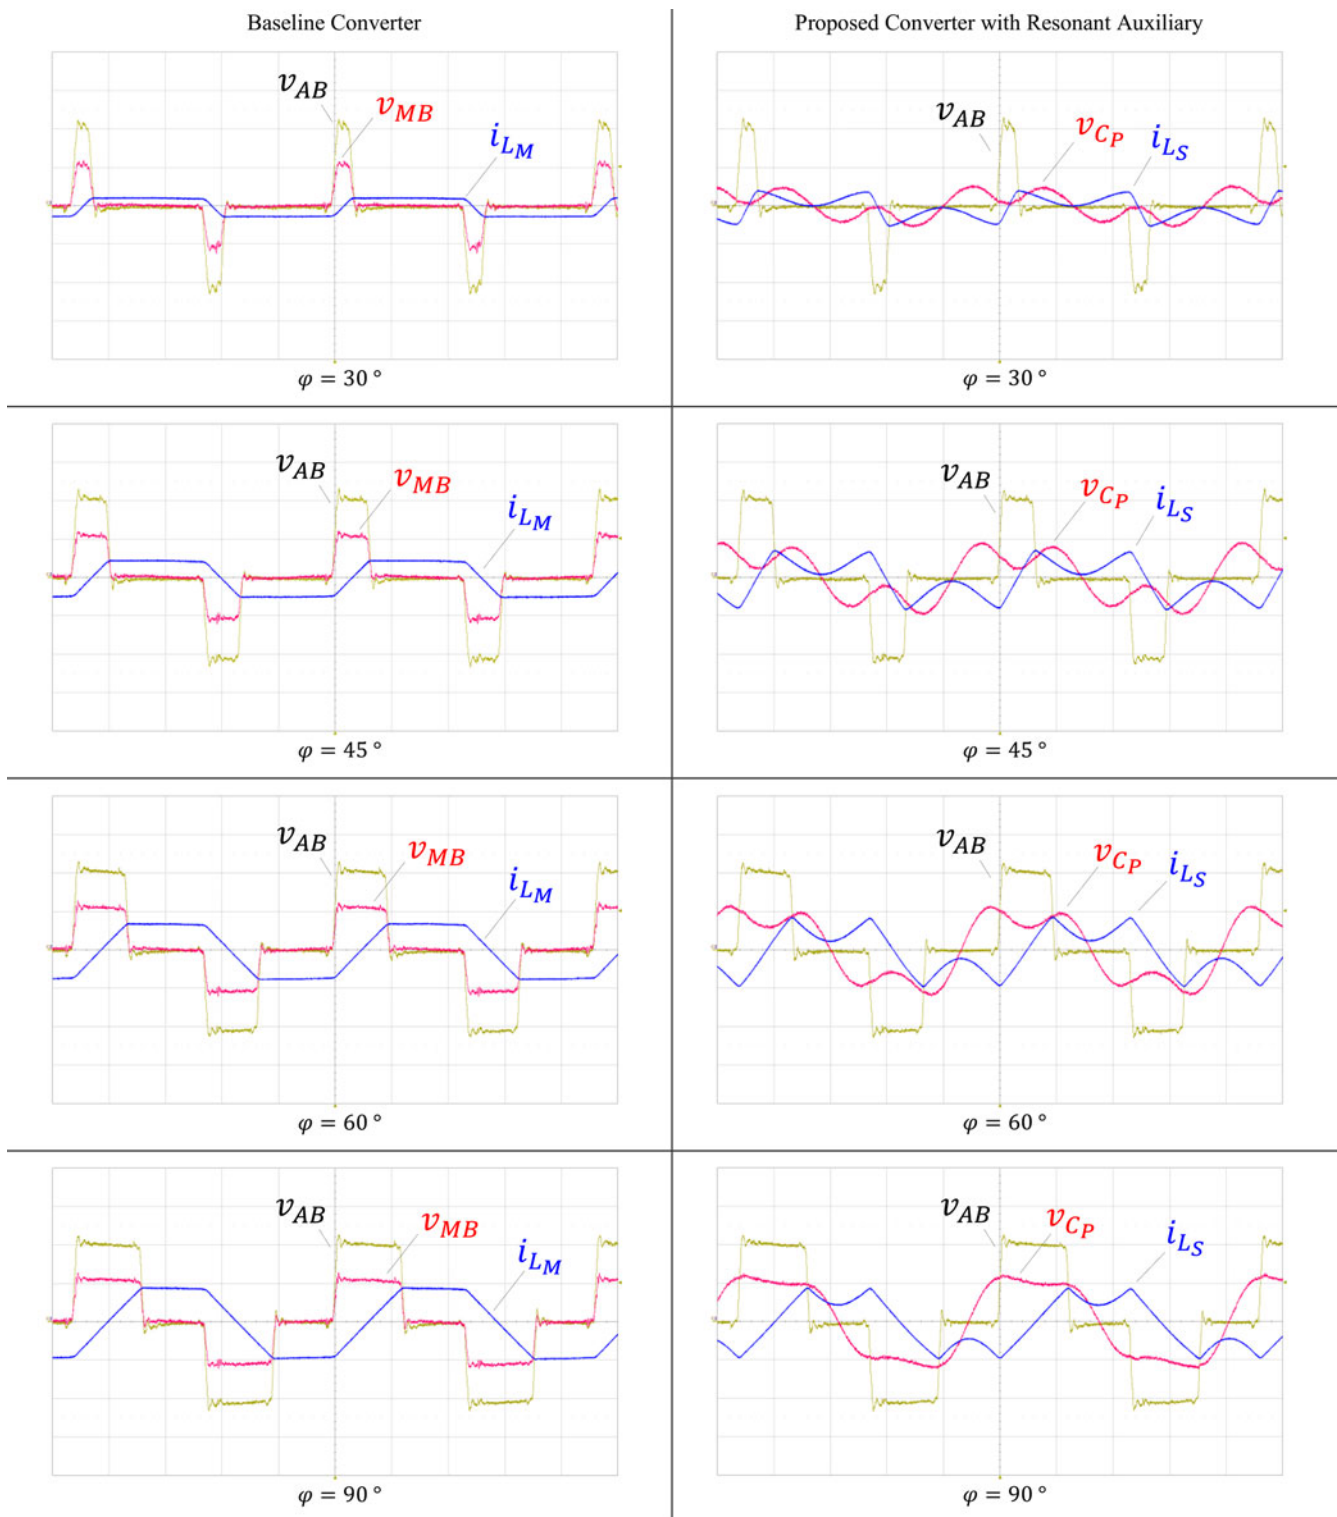 Baseline Converter
Proposed Converter with Resonant Auxiliary
v_AB
v_MB
i_LM
φ = 30 °
v_AB
v_CP
i_LS
φ = 30 °
v_AB
v_MB
i_LM
φ = 45 °
v_AB
v_CP
i_LS
φ = 45 °
v_AB
v_MB
i_LM
φ = 60 °
v_AB
v_CP
i_LS
φ = 60 °
v_AB
v_MB
i_LM
φ = 90 °
v_AB
v_CP
i_LS
φ = 90 °